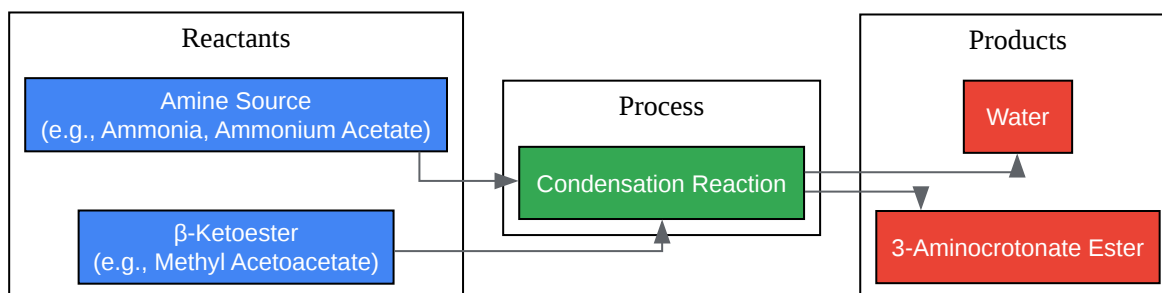 Reactants
Amine Source
(e.g., Ammonia, Ammonium Acetate)
β-Ketoester
(e.g., Methyl Acetoacetate)
Process
Condensation Reaction
Products
Water
3-Aminocrotonate Ester